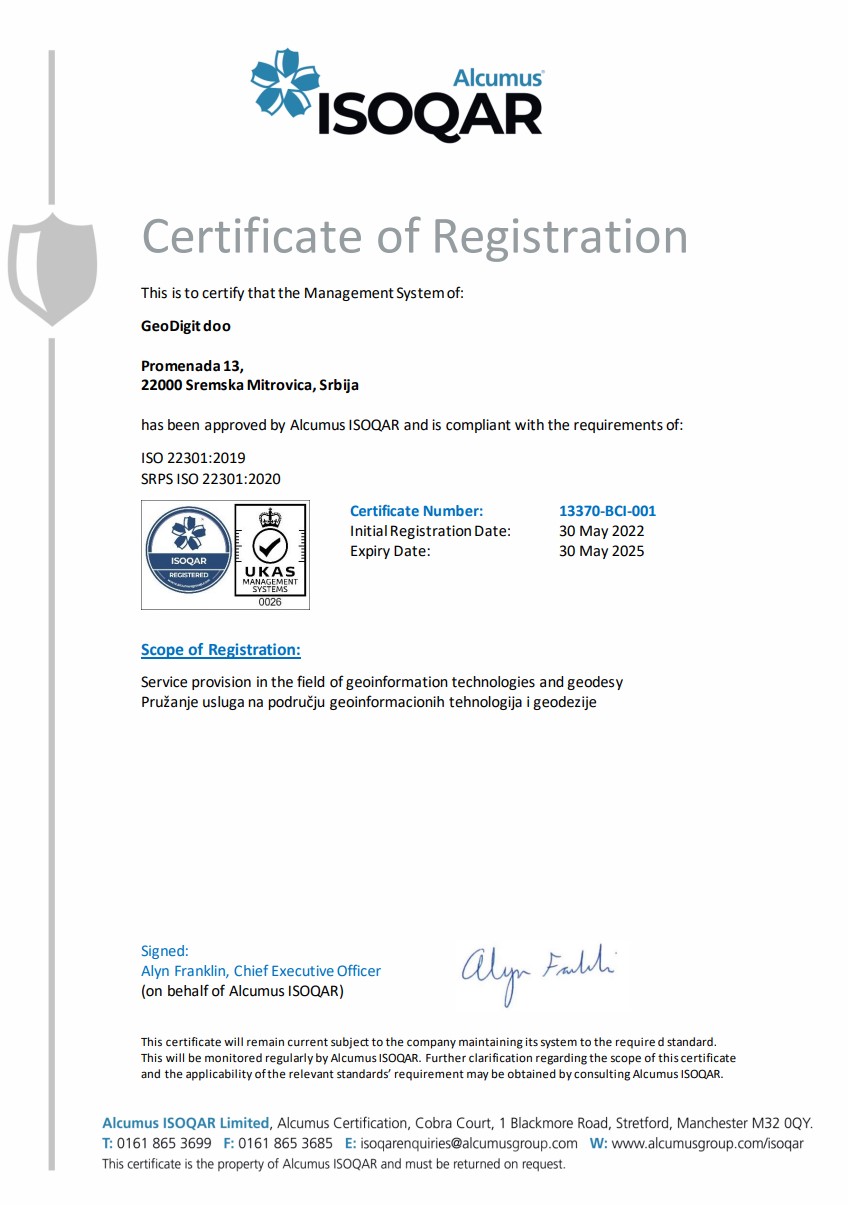 Alcumus
ISOQAR
Certificate of Registration
This is to certify that the Management System of:
GeoDigit doo
Promenada 13,
22000 Sremska Mitrovica, Srbija
has been approved by Alcumus ISOQAR and is compliant with the requirements of:
ISO 22301:2019
SRPS ISO 22301:2020
ISOQAR
REGISTERED
UKAS
MANAGEMENT
SYSTEMS
0026
Certificate Number: 13370-BCI-001
Initial Registration Date: 30 May 2022
Expiry Date: 30 May 2025
Scope of Registration:
Service provision in the field of geoinformation technologies and geodesy
Pružanje usluga na području geoinformacionih tehnologija i geodezije
Signed:
Alyn Franklin, Chief Executive Officer
(on behalf of Alcumus ISOQAR)
This certificate will remain current subject to the company maintaining its system to the required standard.
This will be monitored regularly by Alcumus ISOQAR. Further clarification regarding the scope of this certificate
and the applicability of the relevant standards’ requirement may be obtained by consulting Alcumus ISOQAR.
Alcumus ISOQAR Limited, Alcumus Certification, Cobra Court, 1 Blackmore Road, Stretford, Manchester M32 0QY.
T: 0161 865 3699 F: 0161 865 3685 E: isoqarenquiries@alcumusgroup.com W: www.alcumusgroup.com/isoqar
This certificate is the property of Alcumus ISOQAR and must be returned on request.